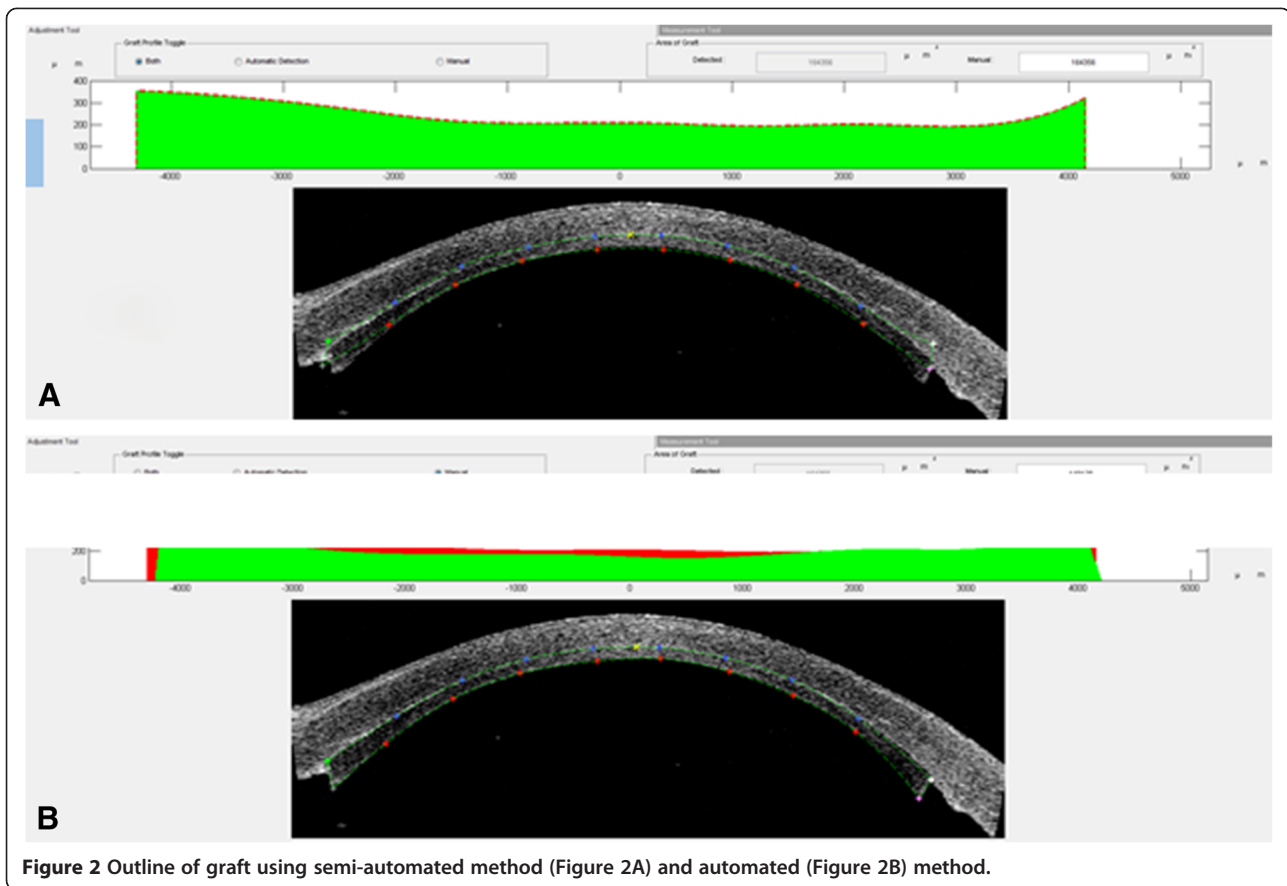 Adjustment Tool
Measurement Tool
Graft Profile Toggle
Area of Graft
Both Automatic Detection Manual
Detected : μ m Manual : μ m
μ m
400
300
200
100
0
-4000 -3000 -2000 -1000 0 1000 2000 3000 4000 5000
μ m
A
Adjustment Tool
Measurement Tool
Graft Profile Toggle
Area of Graft
Both Automatic Detection Manual
Detected μ m Manual μ m
200
0
-4000 -3000 -2000 -1000 0 1000 2000 3000 4000 5000
μ m
B
Figure 2 Outline of graft using semi-automated method (Figure 2A) and automated (Figure 2B) method.